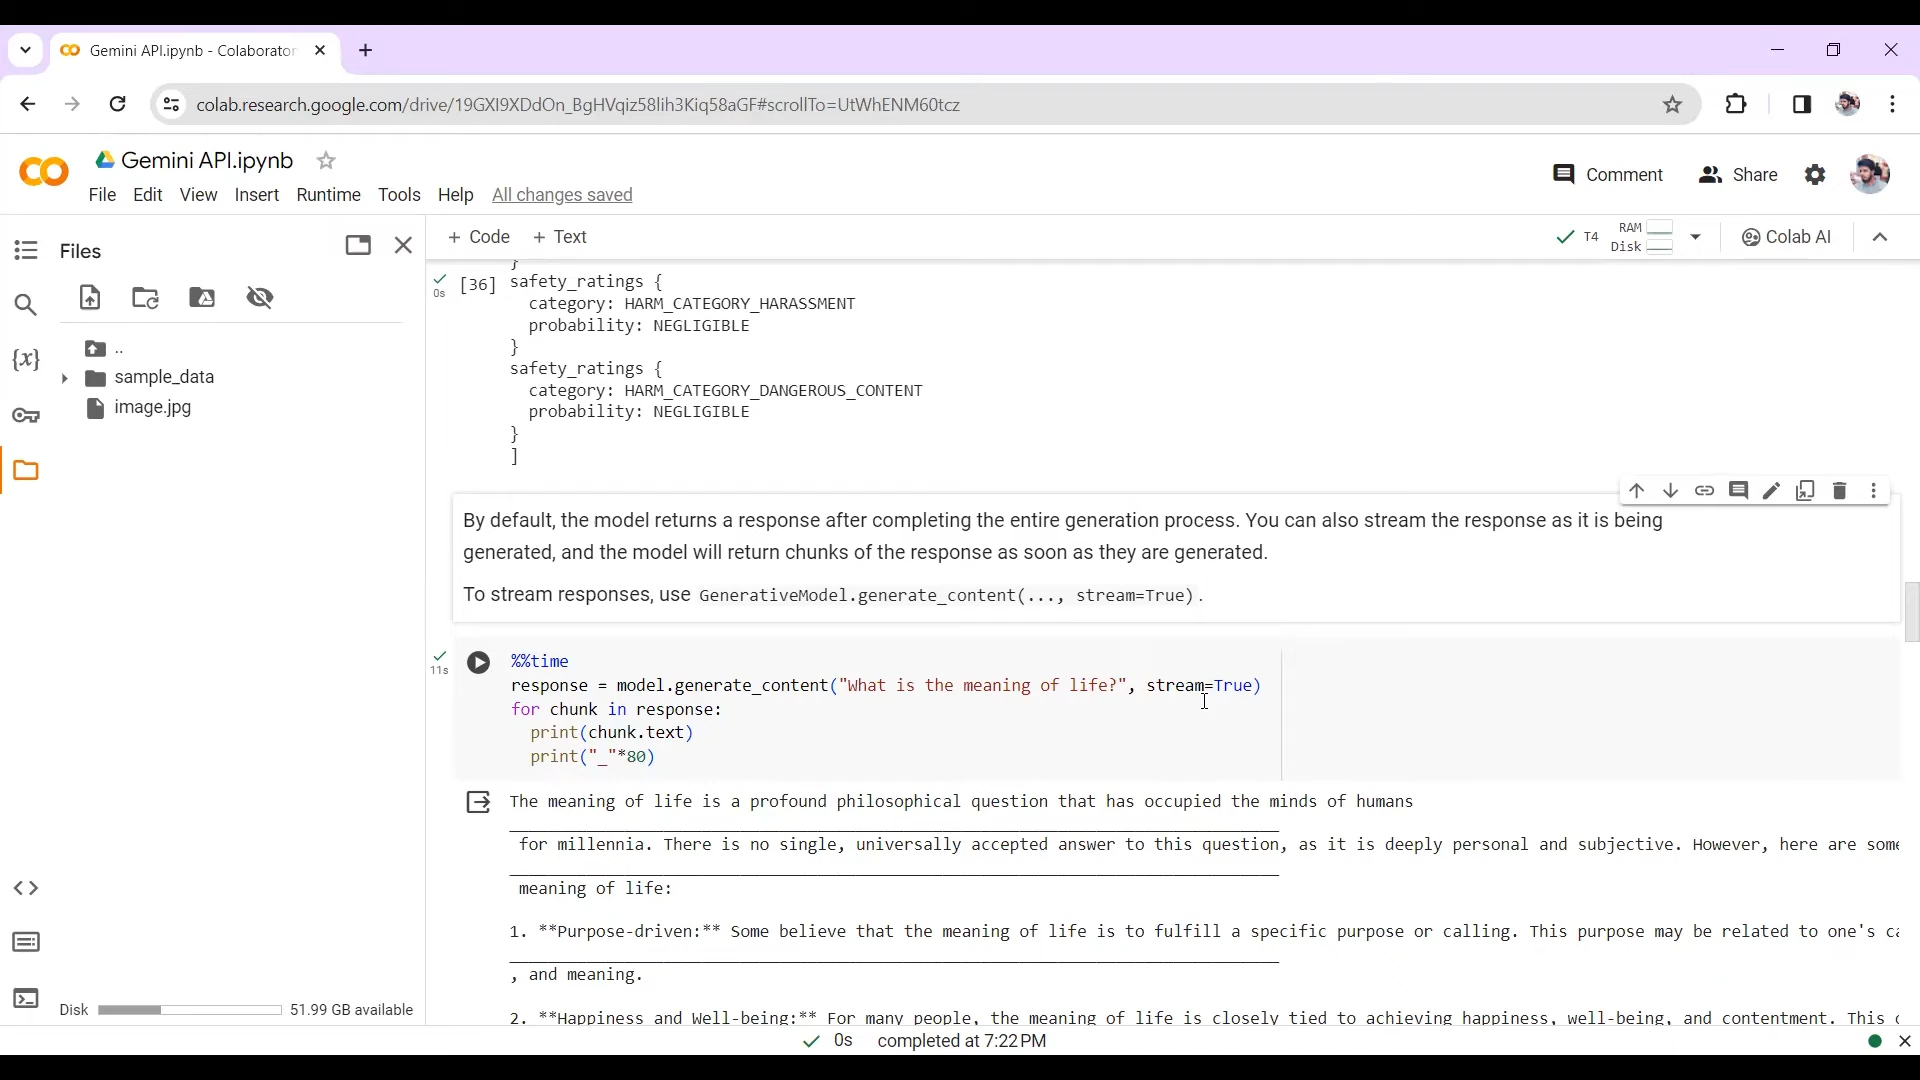 Gemini API.ipynb - Colaborator
colab.research.google.com/drive/19GXI9XDdOn_BgHVqiz58lih3Kiq58aGF#scrollTo=UtWhENM60tcz
Gemini API.ipynb
Comment
Share
File Edit View Insert Runtime Tools Help All changes saved
Files
+ Code + Text
T4
RAM
Disk
Colab AI
..
sample_data
image.jpg
}
0s
[36] safety_ratings {
category: HARM_CATEGORY_HARASSMENT
probability: NEGLIGIBLE
}
safety_ratings {
category: HARM_CATEGORY_DANGEROUS_CONTENT
probability: NEGLIGIBLE
}
]
By default, the model returns a response after completing the entire generation process. You can also stream the response as it is being
generated, and the model will return chunks of the response as soon as they are generated.
To stream responses, use GenerativeModel.generate_content(..., stream=True).
11s
%%time
response = model.generate_content("What is the meaning of life?", stream=True)
for chunk in response:
print(chunk.text)
print("_"*80)
The meaning of life is a profound philosophical question that has occupied the minds of humans
________________________________________________________________________________
for millennia. There is no single, universally accepted answer to this question, as it is deeply personal and subjective. However, here are some
________________________________________________________________________________
meaning of life:
1. **Purpose-driven:** Some believe that the meaning of life is to fulfill a specific purpose or calling. This purpose may be related to one's ca
________________________________________________________________________________
, and meaning.
2. **Happiness and Well-being:** For many people, the meaning of life is closely tied to achieving happiness, well-being, and contentment. This
Disk 51.99 GB available
0s completed at 7:22 PM